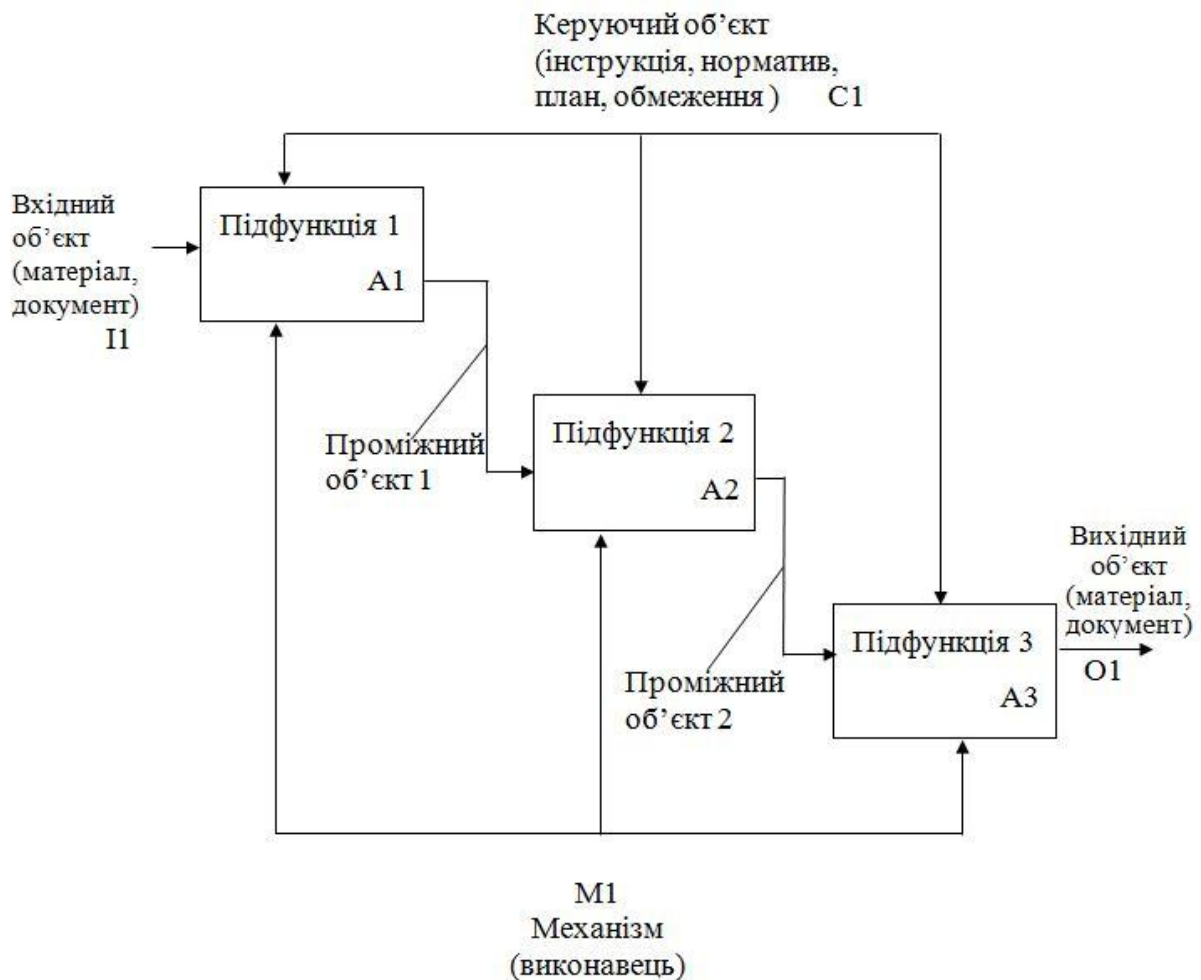 Керуючий об’єкт
(інструкція, норматив,
план, обмеження ) С1
Вхідний
об’єкт
(матеріал,
документ)
I1
Підфункція 1
А1
Проміжний
об’єкт 1
Підфункція 2
А2
Проміжний
об’єкт 2
Підфункція 3
А3
Вихідний
об’єкт
(матеріал,
документ)
О1
М1
Механізм
(виконавець)